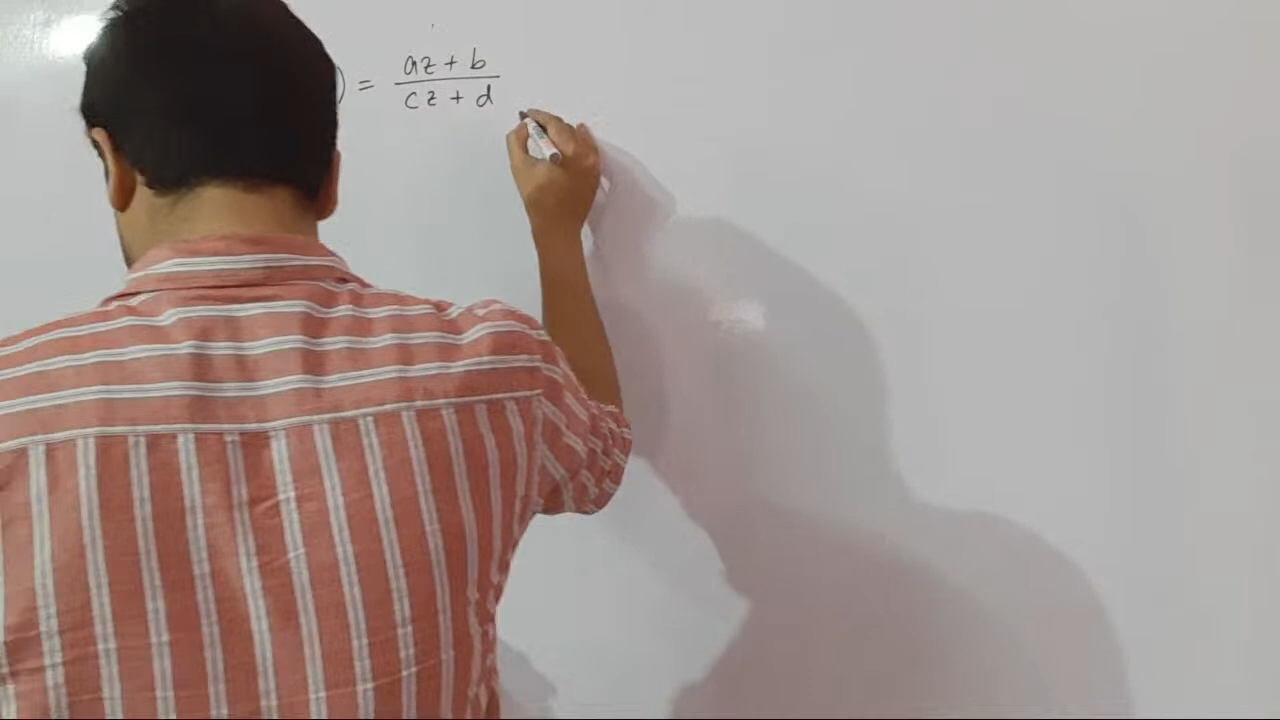 ) = az + b
cz + d